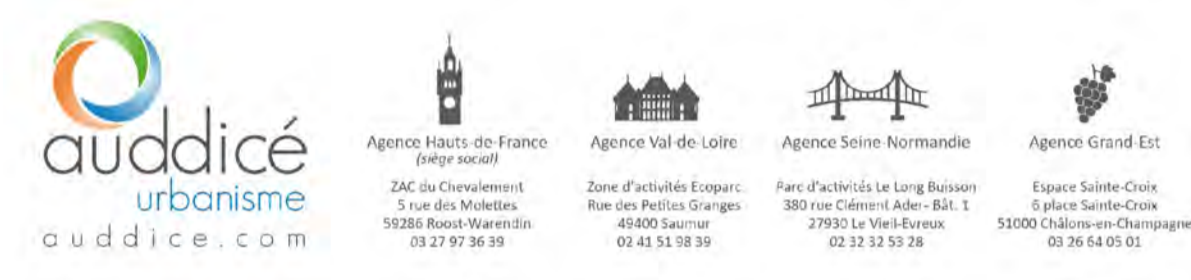 auddicé
urbanisme
auddice.com
Agence Hauts-de-France
(siège social)
ZAC du Chevalement
5 rue des Molettes
59286 Roost-Warendin
03 27 97 36 39
Agence Val-de-Loire
Zone d'activités Ecoparc
Rue des Petites Granges
49400 Saumur
02 41 51 98 39
Agence Seine-Normandie
Parc d'activités Le Long Buisson
380 rue Clément Ader- Bât. 1
27930 Le Vieil-Evreux
02 32 32 53 28
Agence Grand-Est
Espace Sainte-Croix
6 place Sainte-Croix
51000 Châlons-en-Champagne
03 26 64 05 01